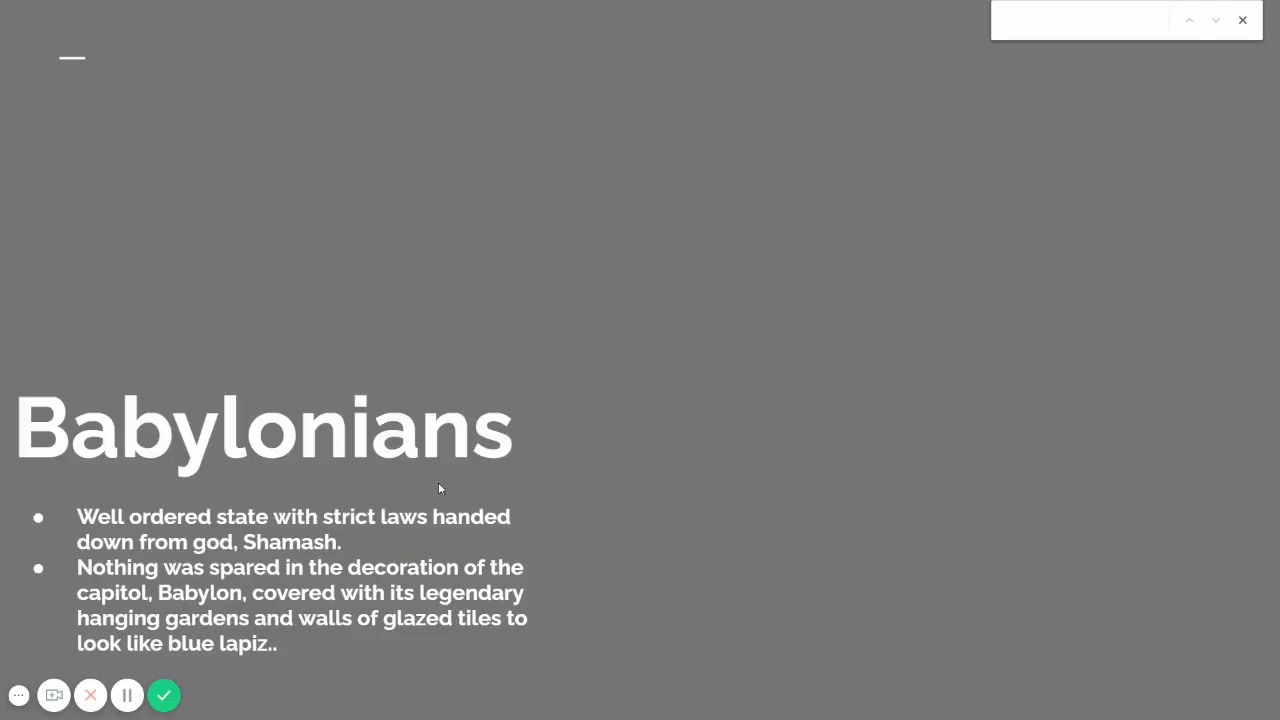 Babylonians
● Well ordered state with strict laws handed
down from god, Shamash.
● Nothing was spared in the decoration of the
capitol, Babylon, covered with its legendary
hanging gardens and walls of glazed tiles to
look like blue lapiz..